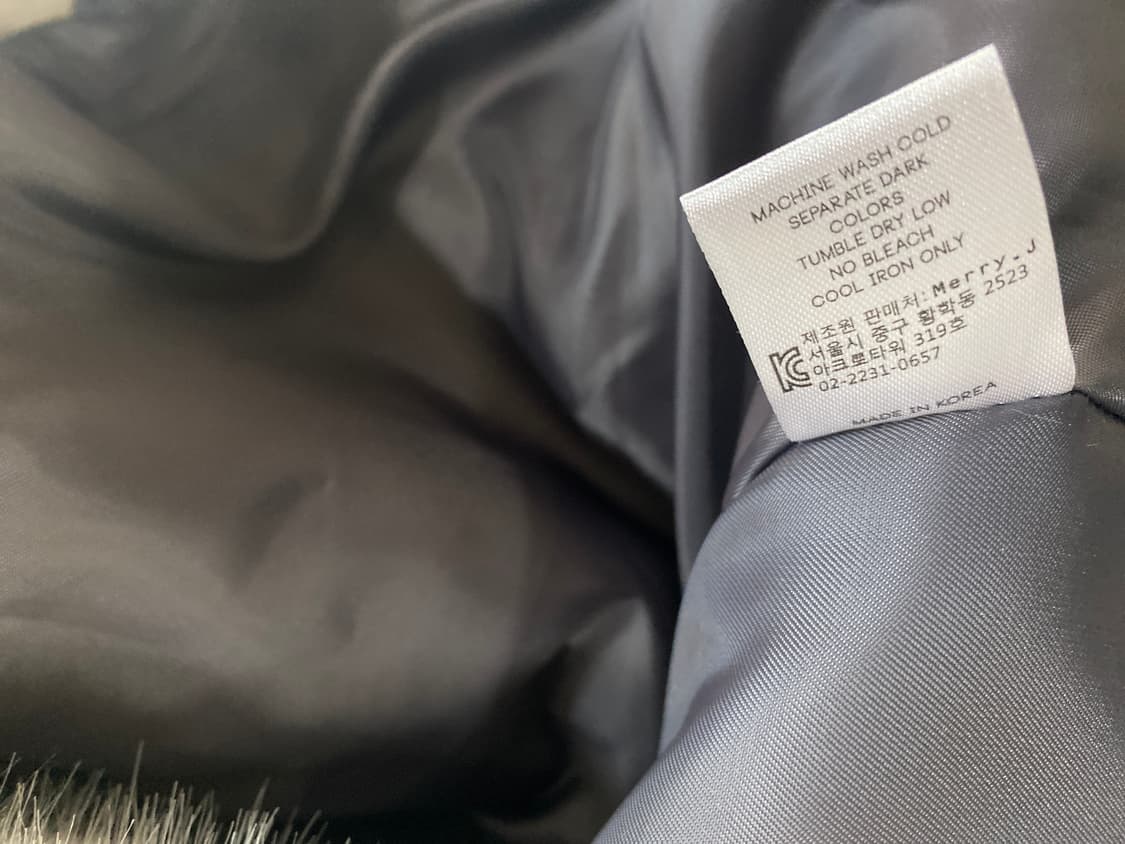 MACHINE WASH COLD
SEPARATE DARK
COLORS
TUMBLE DRY LOW
NO BLEACH
COOL IRON ONLY
제조원 판매처: Merry.J
서울시 중구 황학동 2523
아크로타워 319호
02-2231-0657
KC
MADE IN KOREA